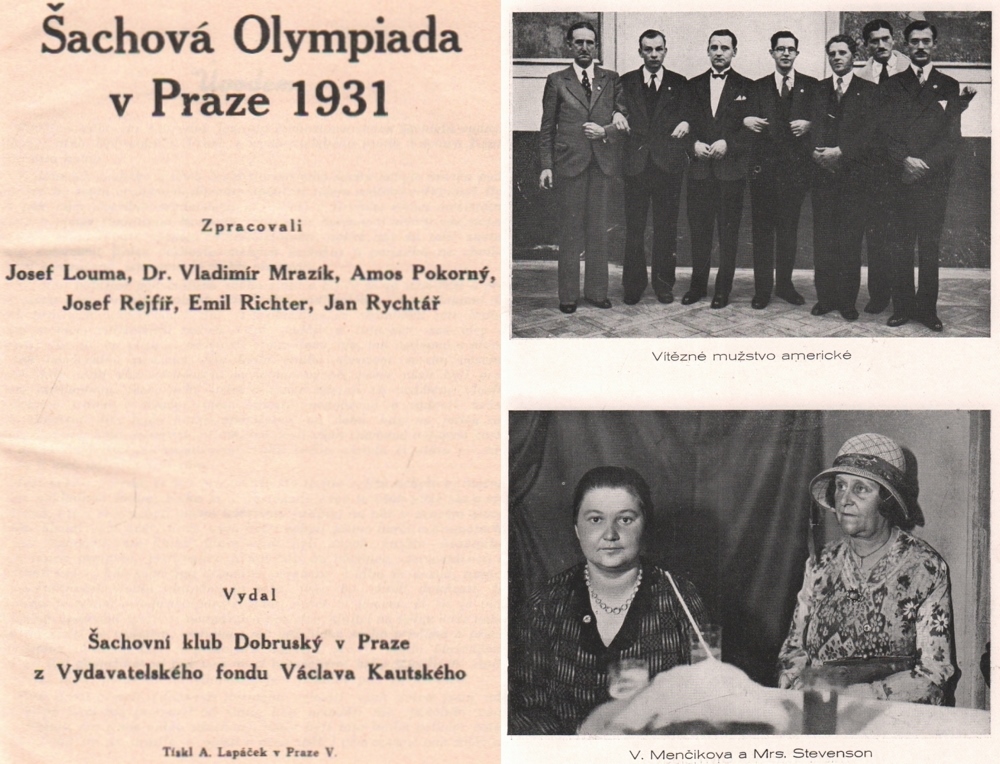 Šachová Olympiada
v Praze 1931
Zpracovali
Josef Louma, Dr. Vladimír Mrazík, Amos Pokorný,
Josef Rejfíř, Emil Richter, Jan Rychtář
Vydal
Šachovní klub Dobruský v Praze
z Vydavatelského fondu Václava Kautského
Tiskl A. Lapáček v Praze V.
Vítězné mužstvo americké
V. Menčikova a Mrs. Stevenson